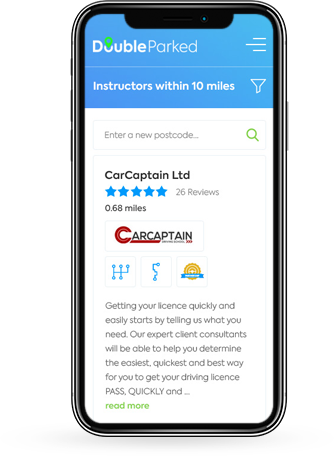 DoubleParked
Instructors within 10 miles
Enter a new postcode...
CarCaptain Ltd
26 Reviews
0.68 miles
CARCAPTAIN
DRIVING SCHOOL
Getting your licence quickly and
easily starts by telling us what you
need. Our expert client consultants
will be able to help you determine
the easiest, quickest and best way
for you to get your driving licence
PASS, QUICKLY and ...
read more